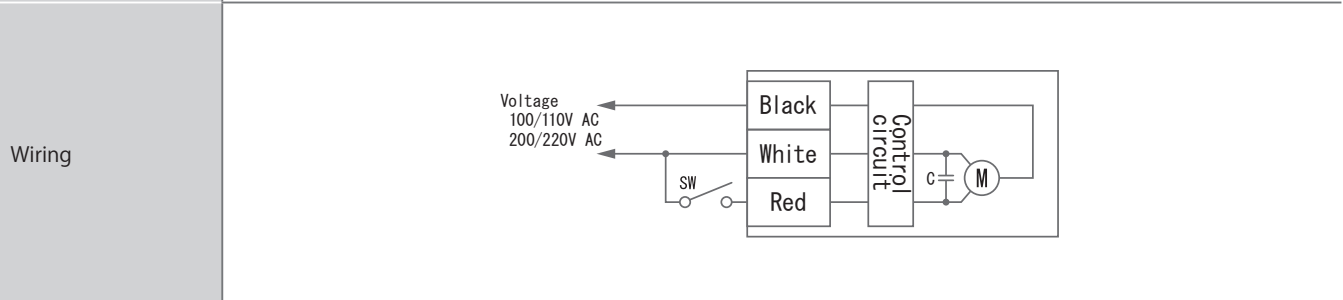 Wiring
Voltage
100/110V AC
200/220V AC
Black
White
Red
SW
Control
circuit
C
M